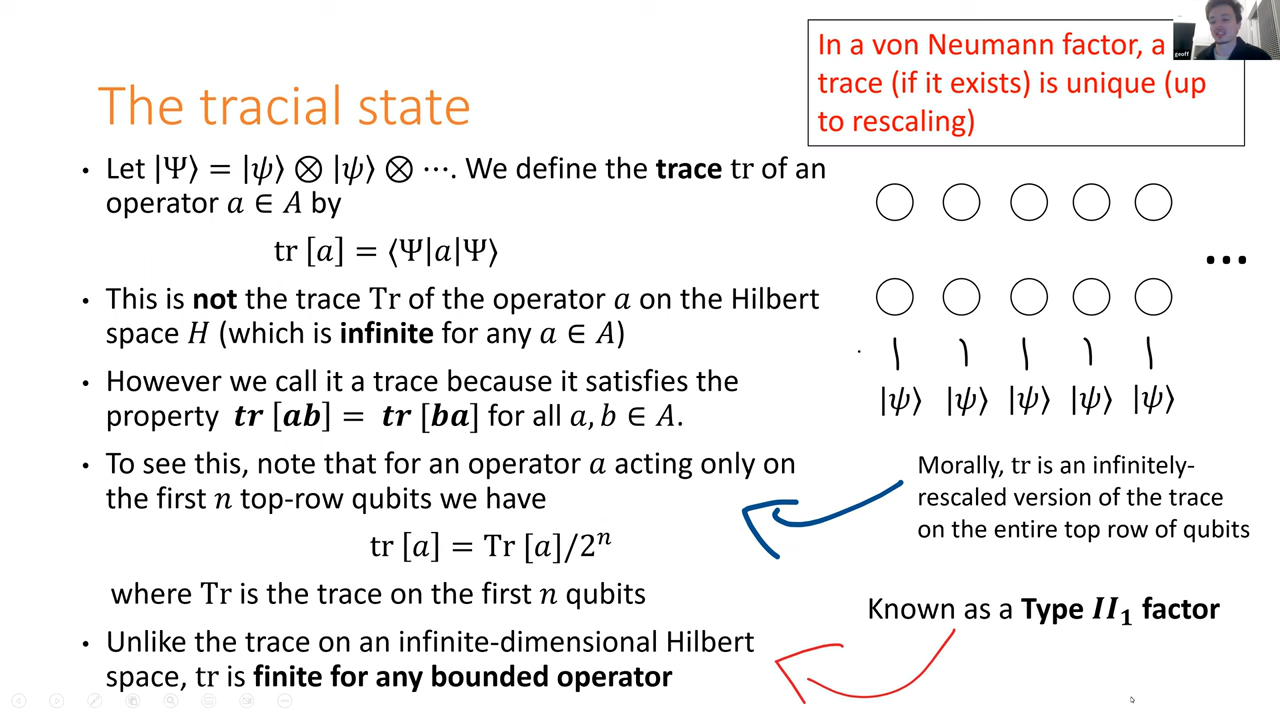 The tracial state
• Let |Ψ⟩ = |ψ⟩ ⊗ |ψ⟩ ⊗ ⋯. We define the trace tr of an
operator a ∈ A by
tr [a] = ⟨Ψ|a|Ψ⟩
• This is not the trace Tr of the operator a on the Hilbert
space H (which is infinite for any a ∈ A)
• However we call it a trace because it satisfies the
property tr [ab] = tr [ba] for all a, b ∈ A.
• To see this, note that for an operator a acting only on
the first n top-row qubits we have
tr [a] = Tr [a]/2ⁿ
where Tr is the trace on the first n qubits
• Unlike the trace on an infinite-dimensional Hilbert
space, tr is finite for any bounded operator
In a von Neumann factor, a
trace (if it exists) is unique (up
to rescaling)
geoff
...
|ψ⟩ |ψ⟩ |ψ⟩ |ψ⟩ |ψ⟩
Morally, tr is an infinitely-
rescaled version of the trace
on the entire top row of qubits
Known as a Type II₁ factor